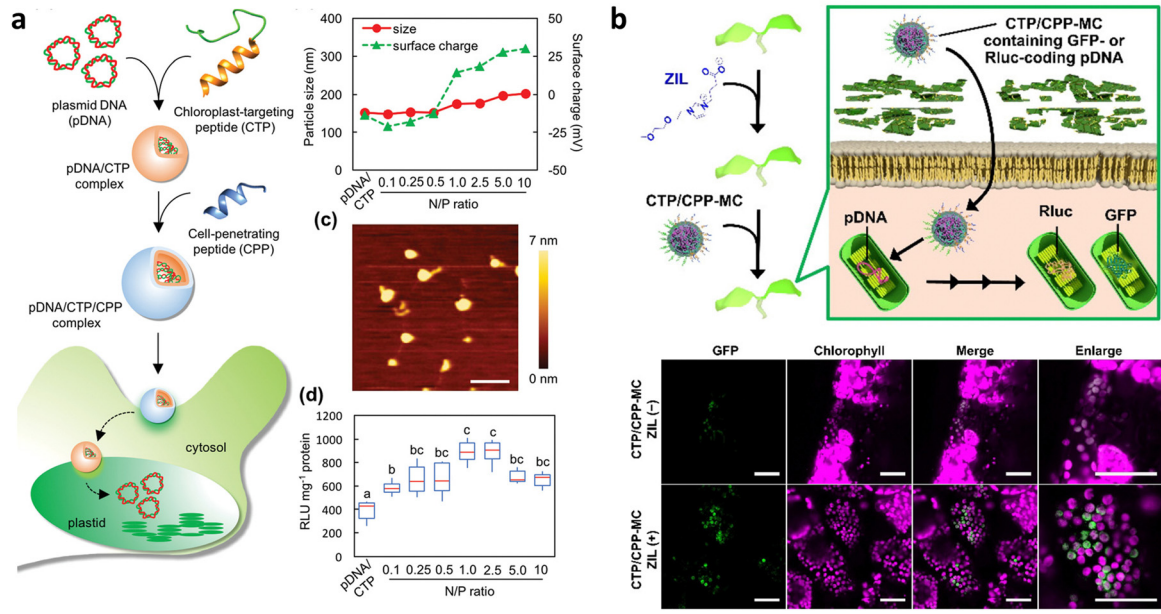 a
plasmid DNA
(pDNA)
Chloroplast-targeting
peptide (CTP)
pDNA/CTP
complex
Cell-penetrating
peptide (CPP)
pDNA/CTP/CPP
complex
cytosol
plastid
size
surface charge
Particle size (nm)
400
300
200
100
0
Surface charge (mV)
50
25
0
-25
-50
pDNA/
CTP
0.1
0.25
0.5
1.0
2.5
5.0
10
N/P ratio
(c)
7 nm
0 nm
(d)
RLU mg⁻¹ protein
1200
1000
800
600
400
200
0
a
b
bc
bc
c
c
bc
bc
pDNA/
CTP
0.1
0.25
0.5
1.0
2.5
5.0
10
N/P ratio
b
ZIL
O
O
N
N
O
O
CTP/CPP-MC
CTP/CPP-MC
containing GFP- or
Rluc-coding pDNA
pDNA
Rluc
GFP
GFP
Chlorophyll
Merge
Enlarge
CTP/CPP-MC
ZIL (−)
CTP/CPP-MC
ZIL (+)